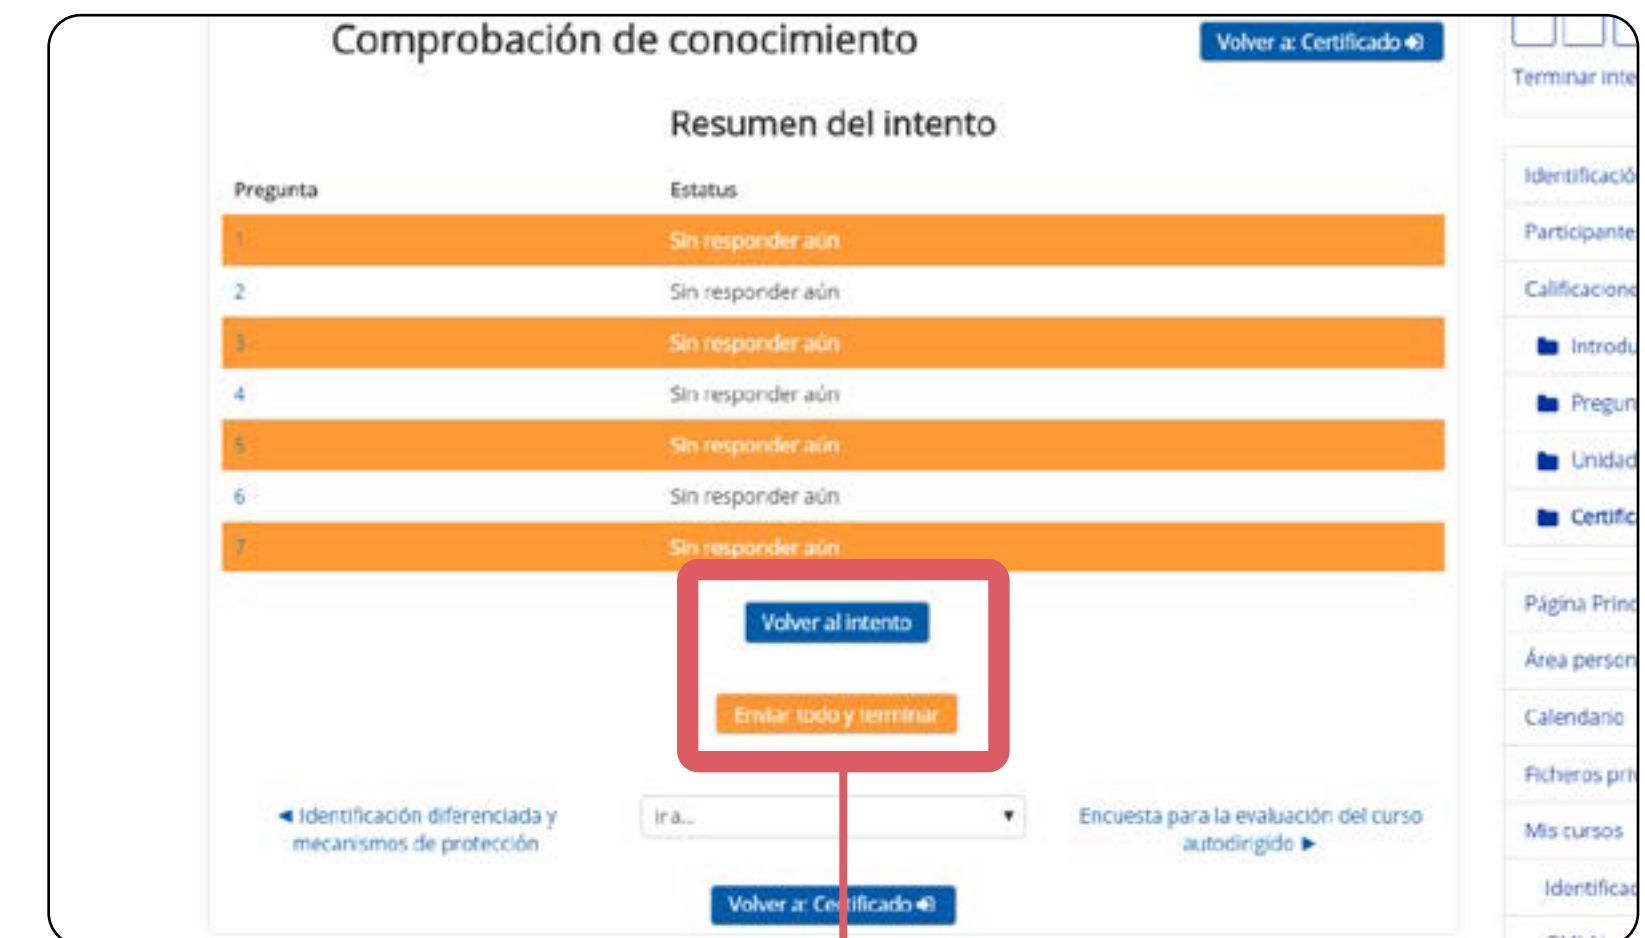 Comprobación de conocimiento
Volver a: Certificado
Resumen del intento
Pregunta Estatus
1 Sin responder aún
2 Sin responder aún
3 Sin responder aún
4 Sin responder aún
5 Sin responder aún
6 Sin responder aún
7 Sin responder aún
Volver al intento
Enviar todo y terminar
◄ Identificación diferenciada y
mecanismos de protección
Ir a...
Encuesta para la evaluación del curso
autodirigido ►
Volver a: Certificado
Terminar inte
Identificació
Participante
Calificacione
Introdu
Pregun
Unidad
Certific
Página Princ
Área person
Calendario
Ficheros priv
Mis cursos
Identificac